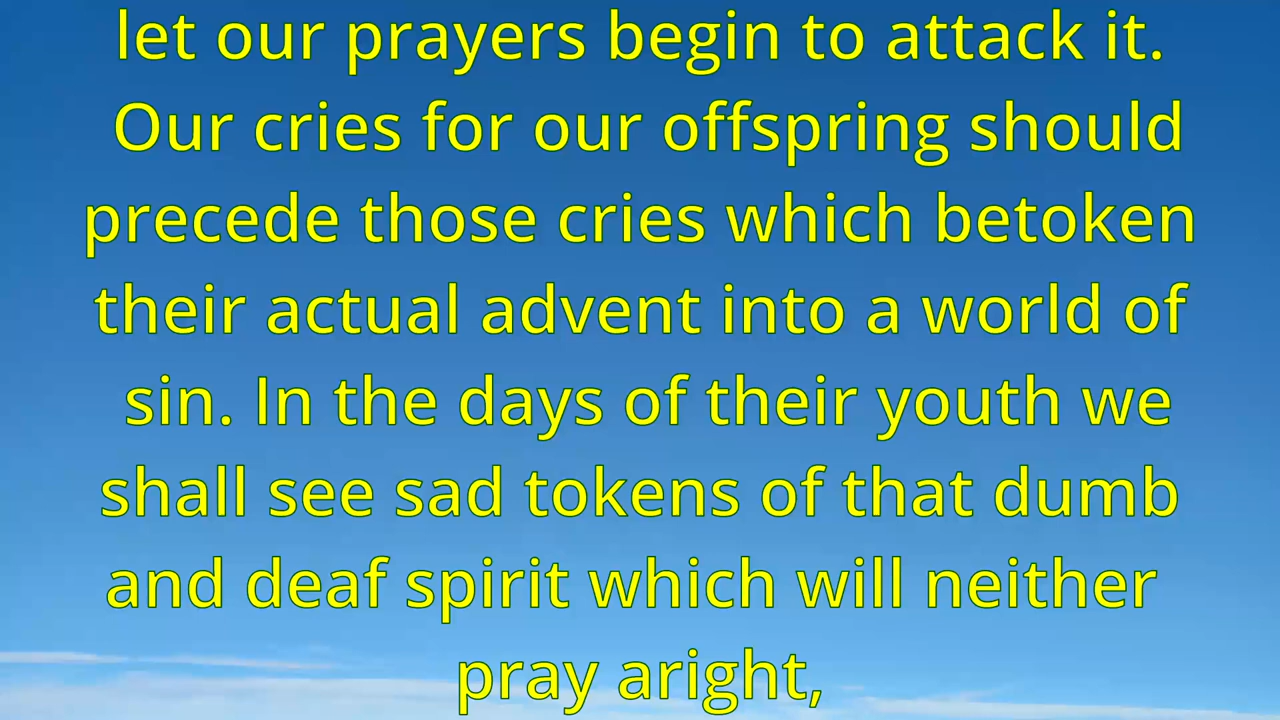 let our prayers begin to attack it.
Our cries for our offspring should
precede those cries which betoken
their actual advent into a world of
sin. In the days of their youth we
shall see sad tokens of that dumb
and deaf spirit which will neither
pray aright,